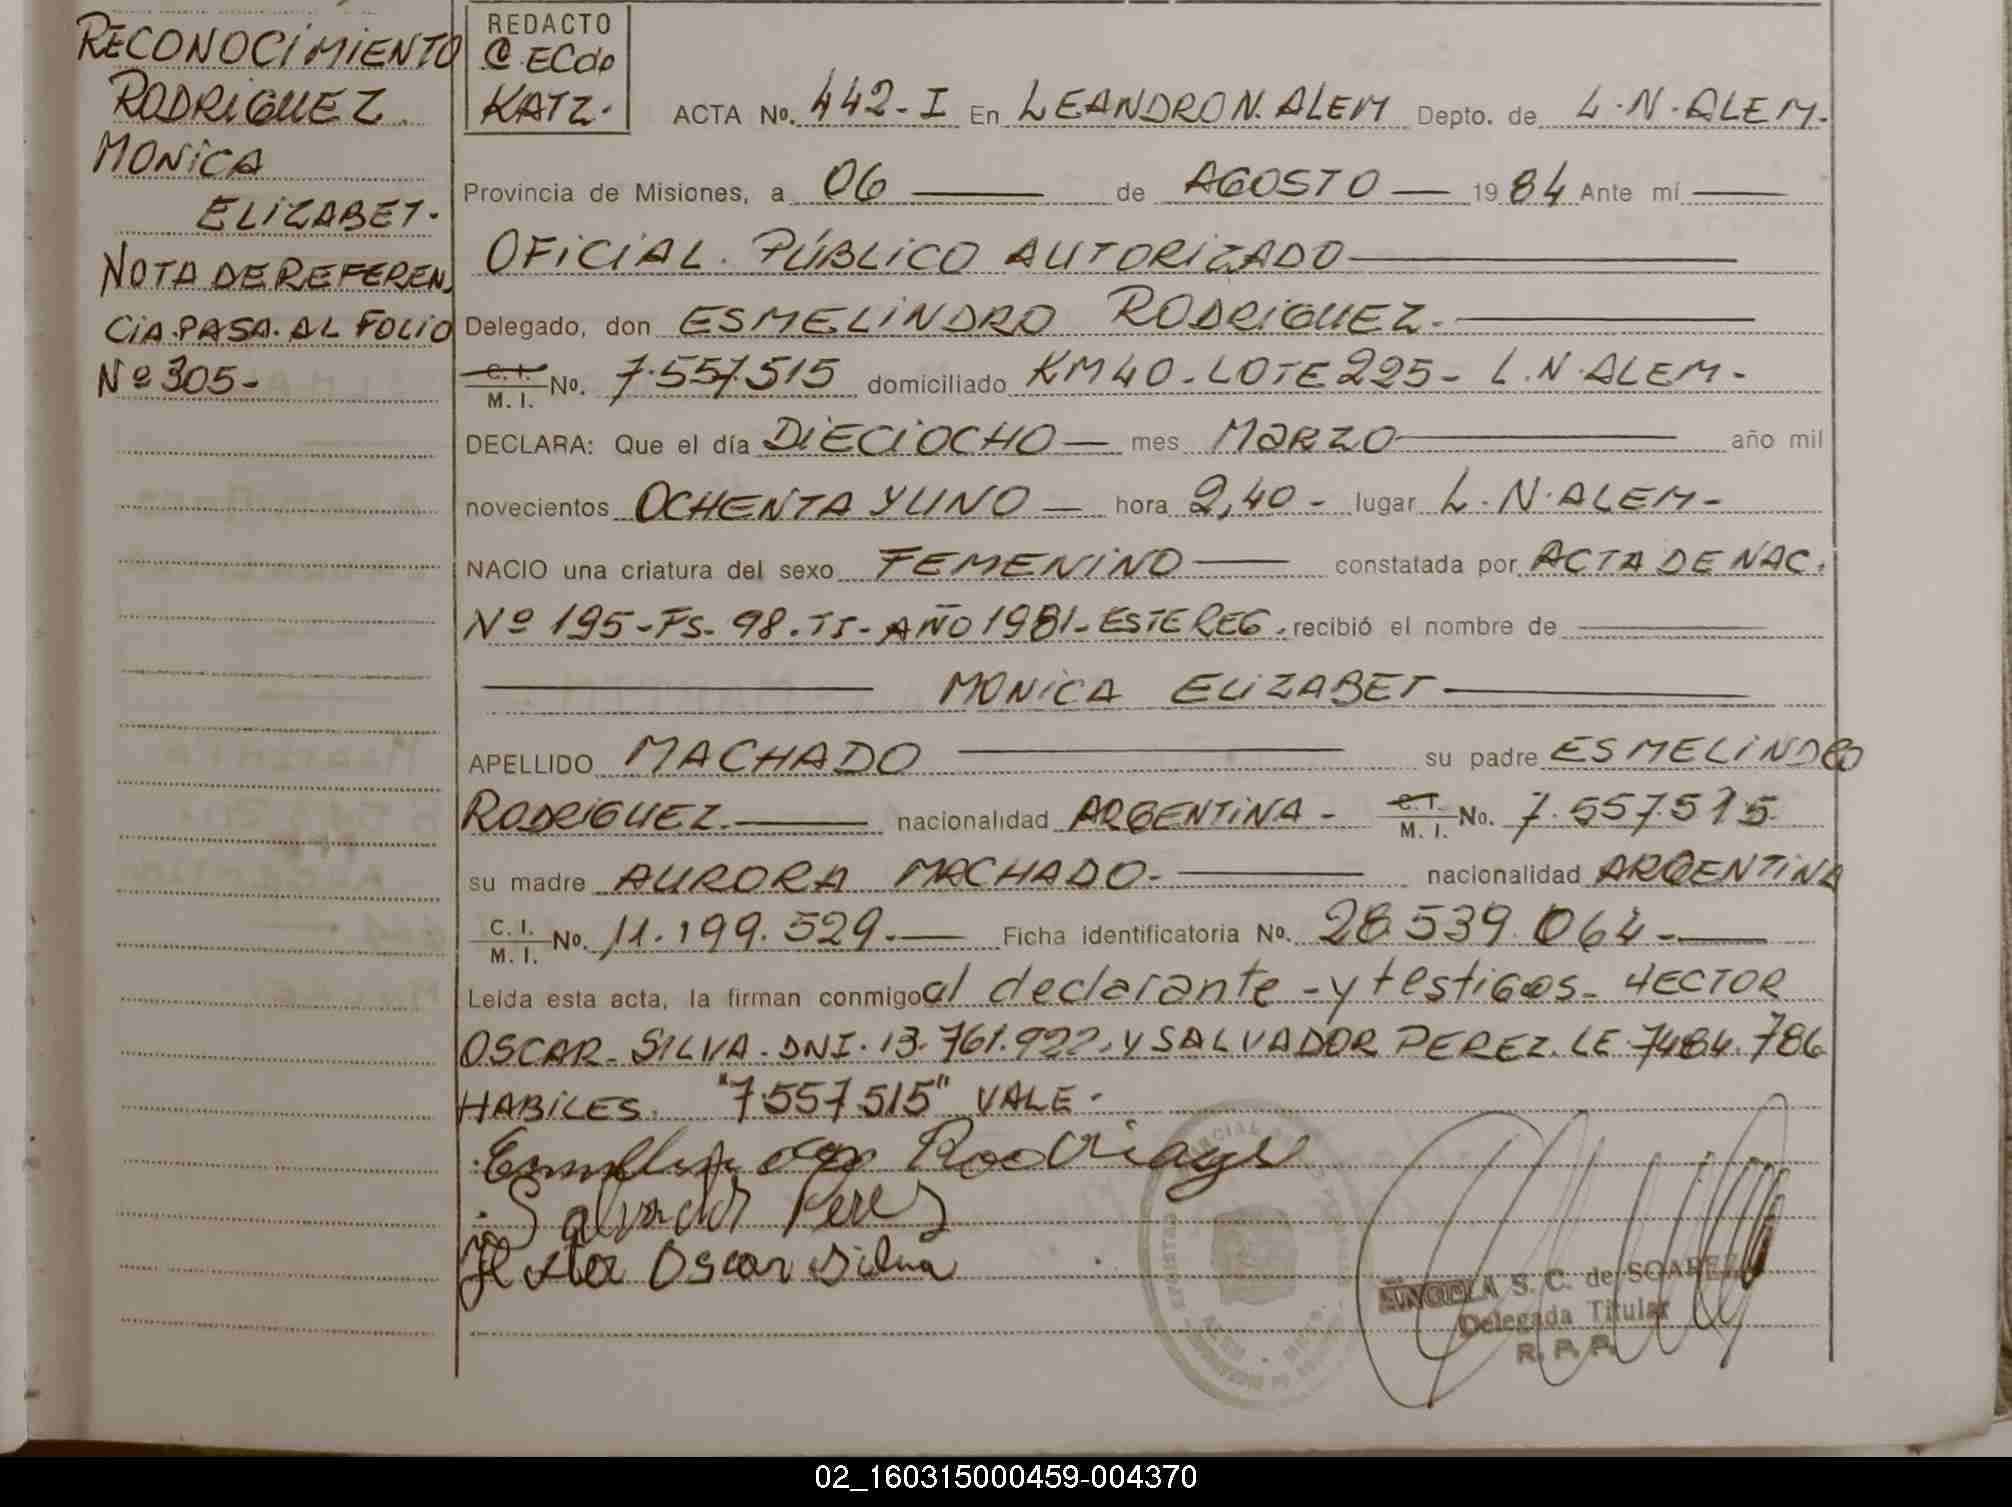 RECONOCIMIENTO
RODRIGUEZ
MONICA
ELIZABET.
NOTA DE REFEREN
CIA.PASA.AL FOLIO
Nº 305-
REDACTO
KATZ.
ACTA No. 442-I En LEANDRO N. ALEM Depto. de L.N.ALEM.
Provincia de Misiones, a 06 de AGOSTO 1984 Ante mí
OFICIAL PÚBLICO AUTORIZADO
Delegado, don ESMELINDRO RODRIGUEZ.
C. I. M. I. No. 7.557.515 domiciliado KM 40-LOTE 225- L.N.ALEM-
DECLARA: Que el día DIECIOCHO mes MARZO año mil
novecientos OCHENTA Y UNO hora 2,40- lugar L.N.ALEM-
NACIO una criatura del sexo FEMENINO constatada por ACTA DE NAC.
Nº 195-FS-98-TI-AÑO 1981-ESTE REG. recibió el nombre de
MONICA ELIZABET
APELLIDO MACHADO su padre ESMELINDRO
RODRIGUEZ. nacionalidad ARGENTINA- C.I. M. I. No. 7.557.515
su madre AURORA MACHADO- nacionalidad ARGENTINA
C. I. M. I. No. 11.199.529.- Ficha identificatoria No. 28.539.064-
Leída esta acta, la firman conmigo el declarante -y testigos- HECTOR
OSCAR-SILVA-DNI.13.761.922.Y SALVADOR PEREZ.LE 7484.786
HABILES. "7.557.515" VALE.
Rodrigues
Salvador Perez
Hector Oscar Silva
ANGELA S. C. de SOAREZ
Delegada Titular
R. P. P.
02_160315000459-004370